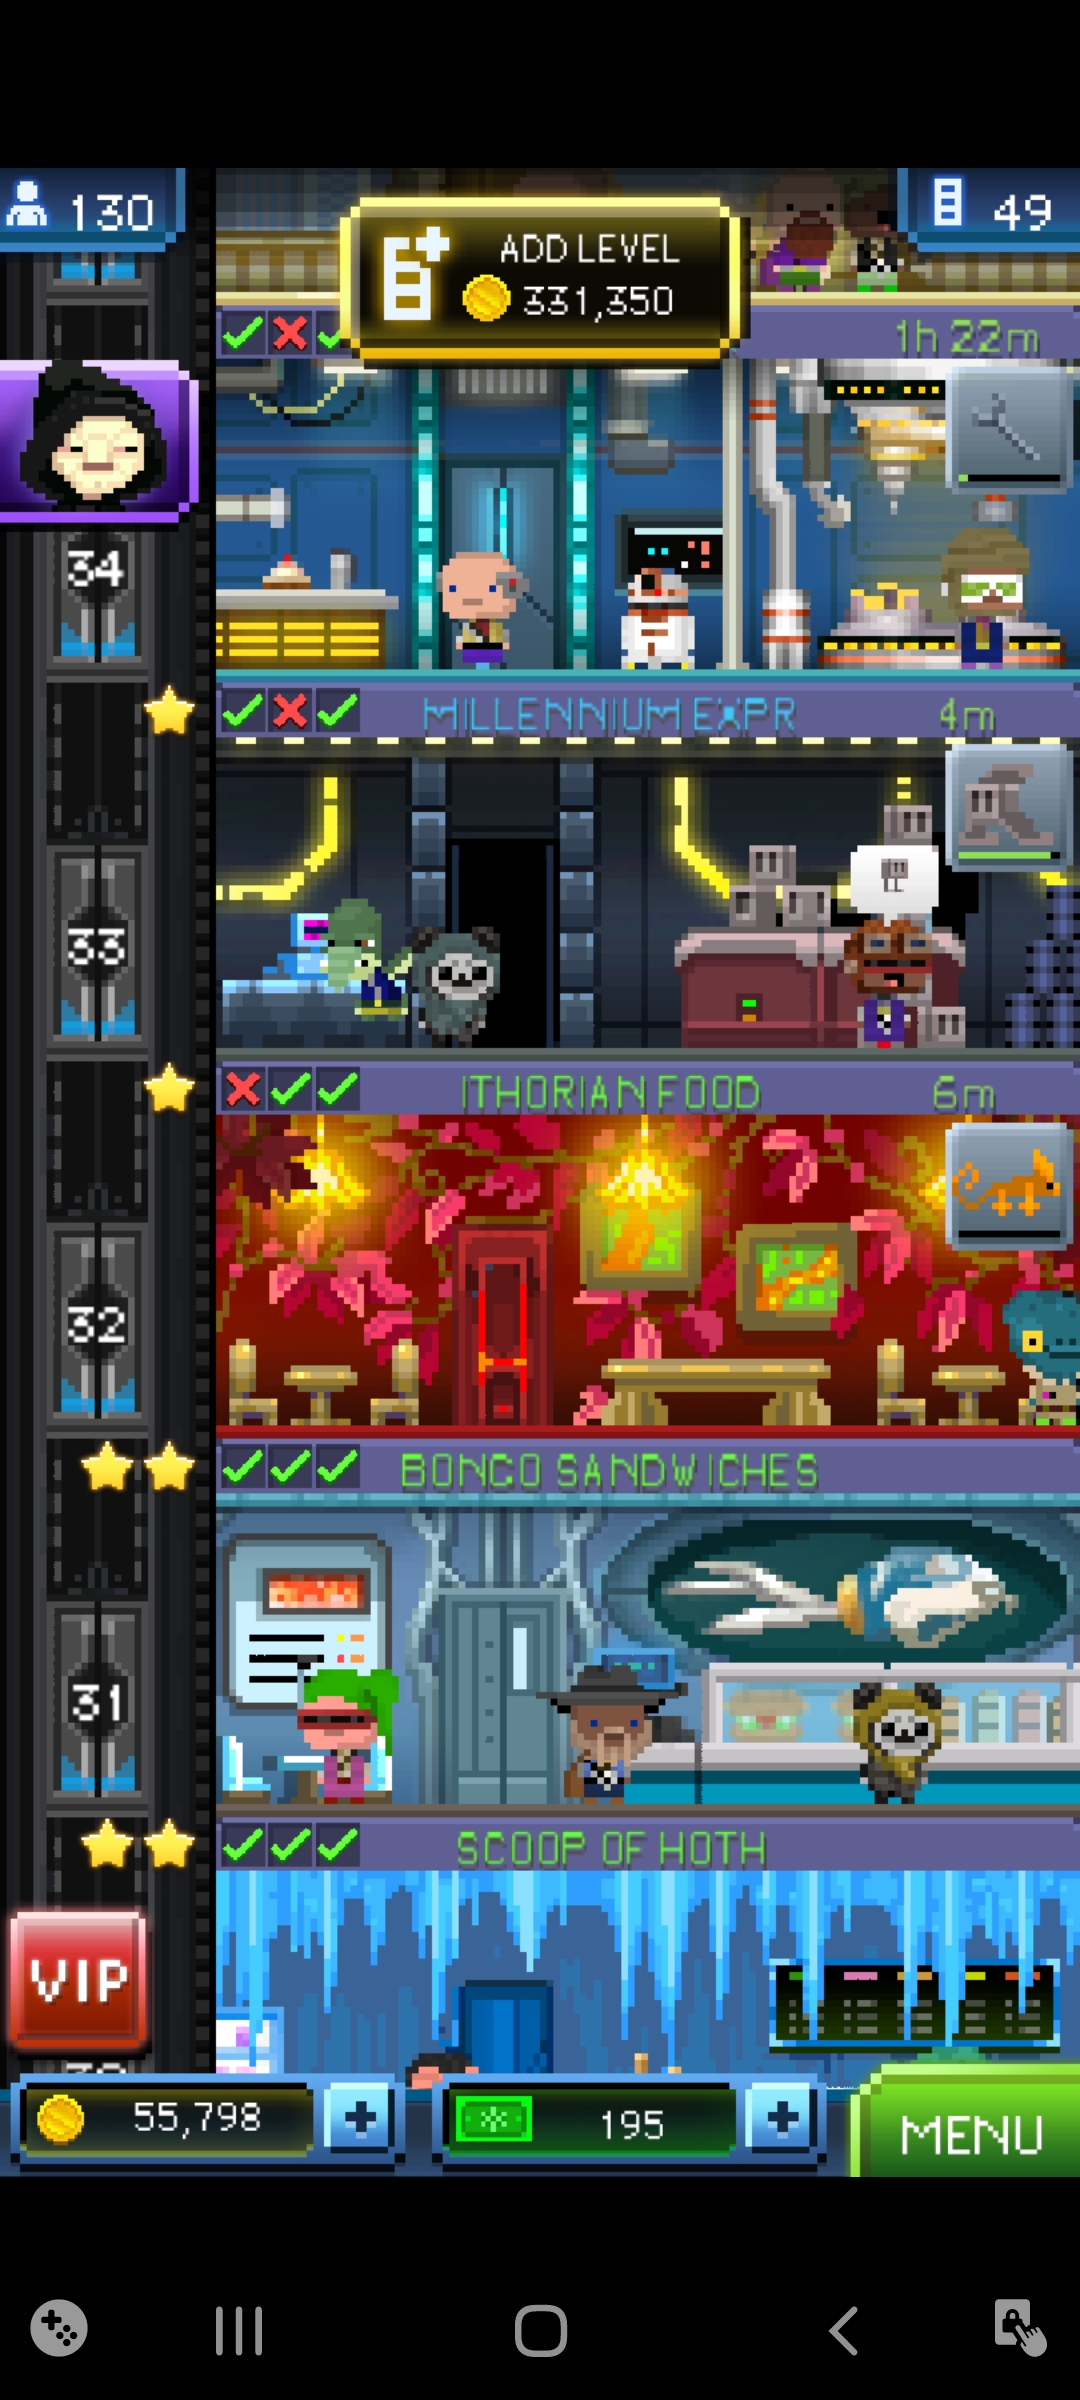 130
49
ADD LEVEL
331,350
1h 22m
34
MILLENNIUM EXPR
4m
33
ITHORIAN FOOD
6m
32
BONGO SANDWICHES
31
SCOOP OF HOTH
VIP
55,798
195
MENU